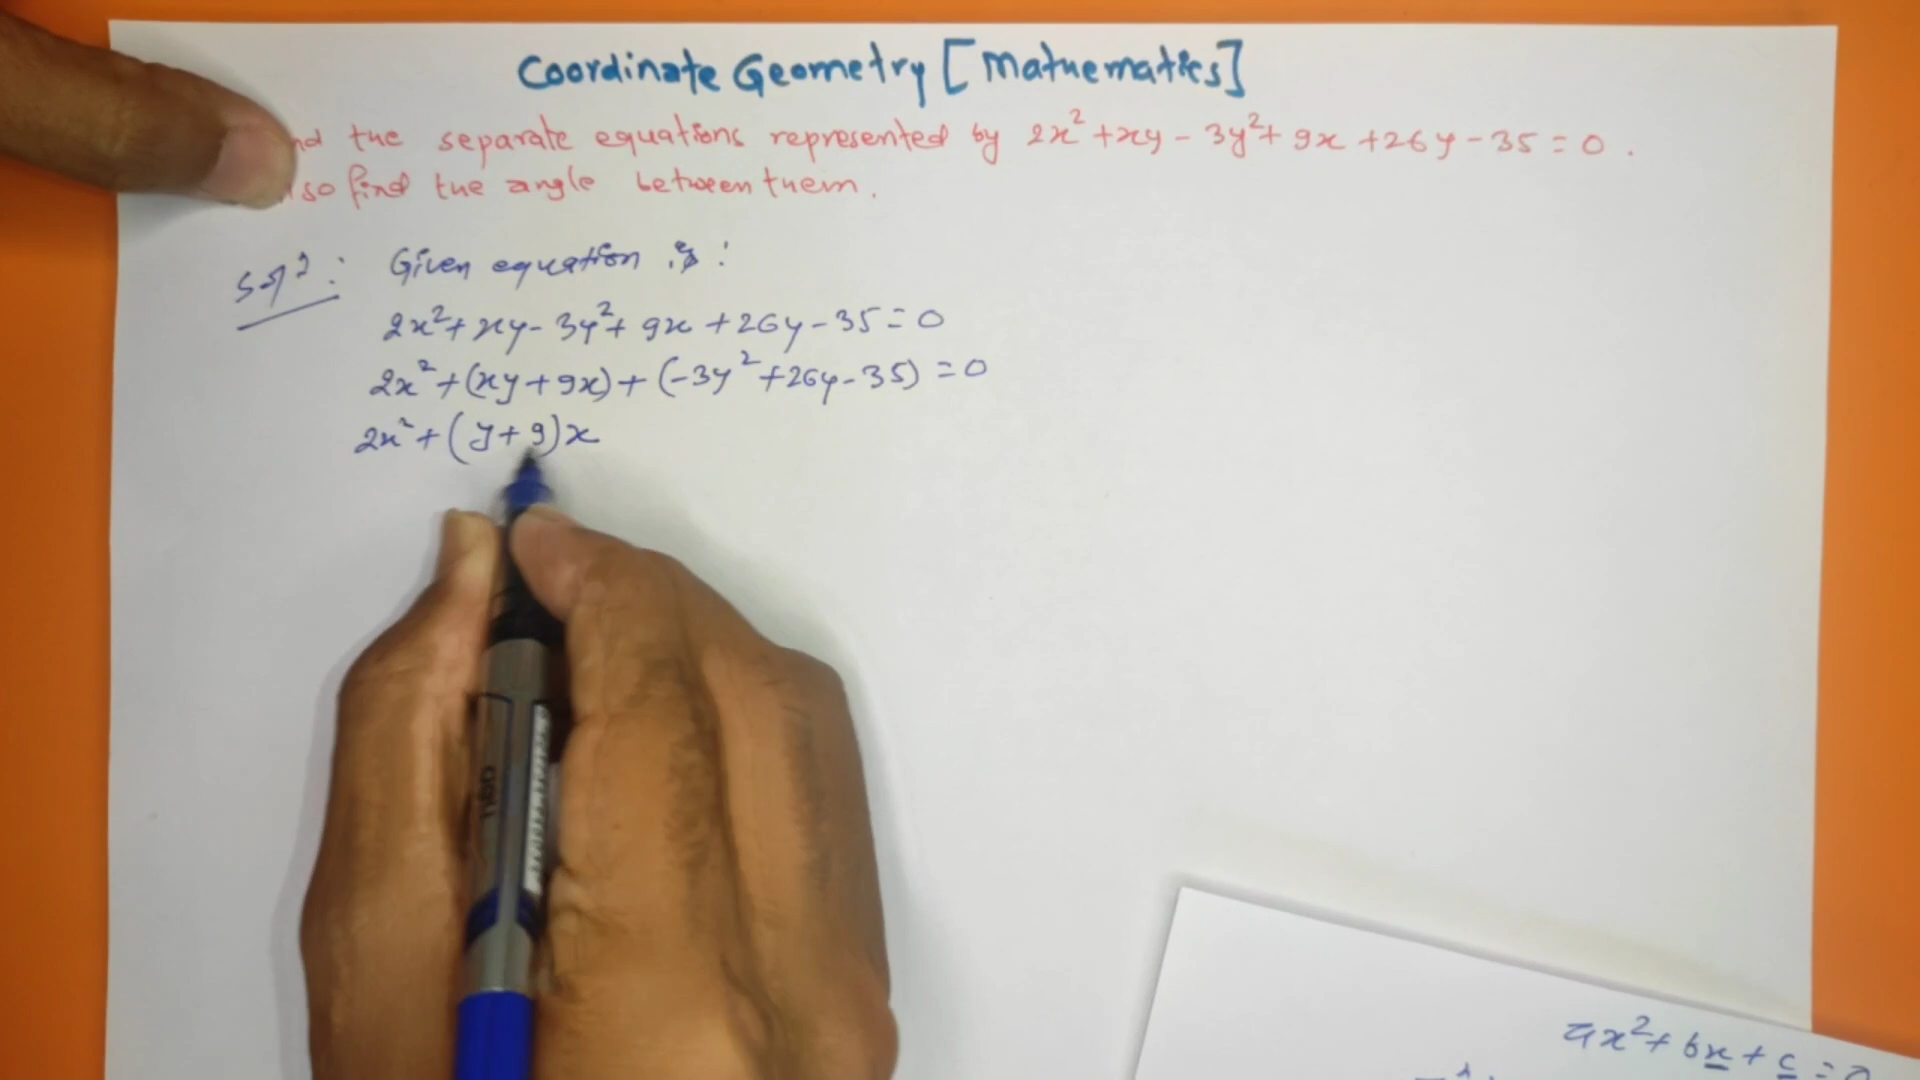 Coordinate Geometry [Mathematics]
nd the separate equations represented by 2x²+xy-3y²+9x+26y-35=0.
so find the angle between them.
Solⁿ: Given equation is:
2x²+xy-3y²+9x+26y-35=0
2x²+(xy+9x)+(-3y²+26y-35)=0
2x²+(y+9)x
ax²+bx+c=0